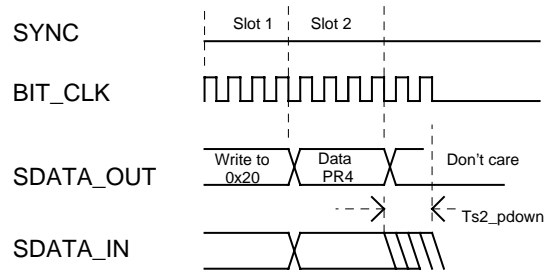 SYNC
Slot 1
Slot 2
BIT_CLK
SDATA_OUT
Write to
0x20
Data
PR4
Don't care
Ts2_pdown
SDATA_IN